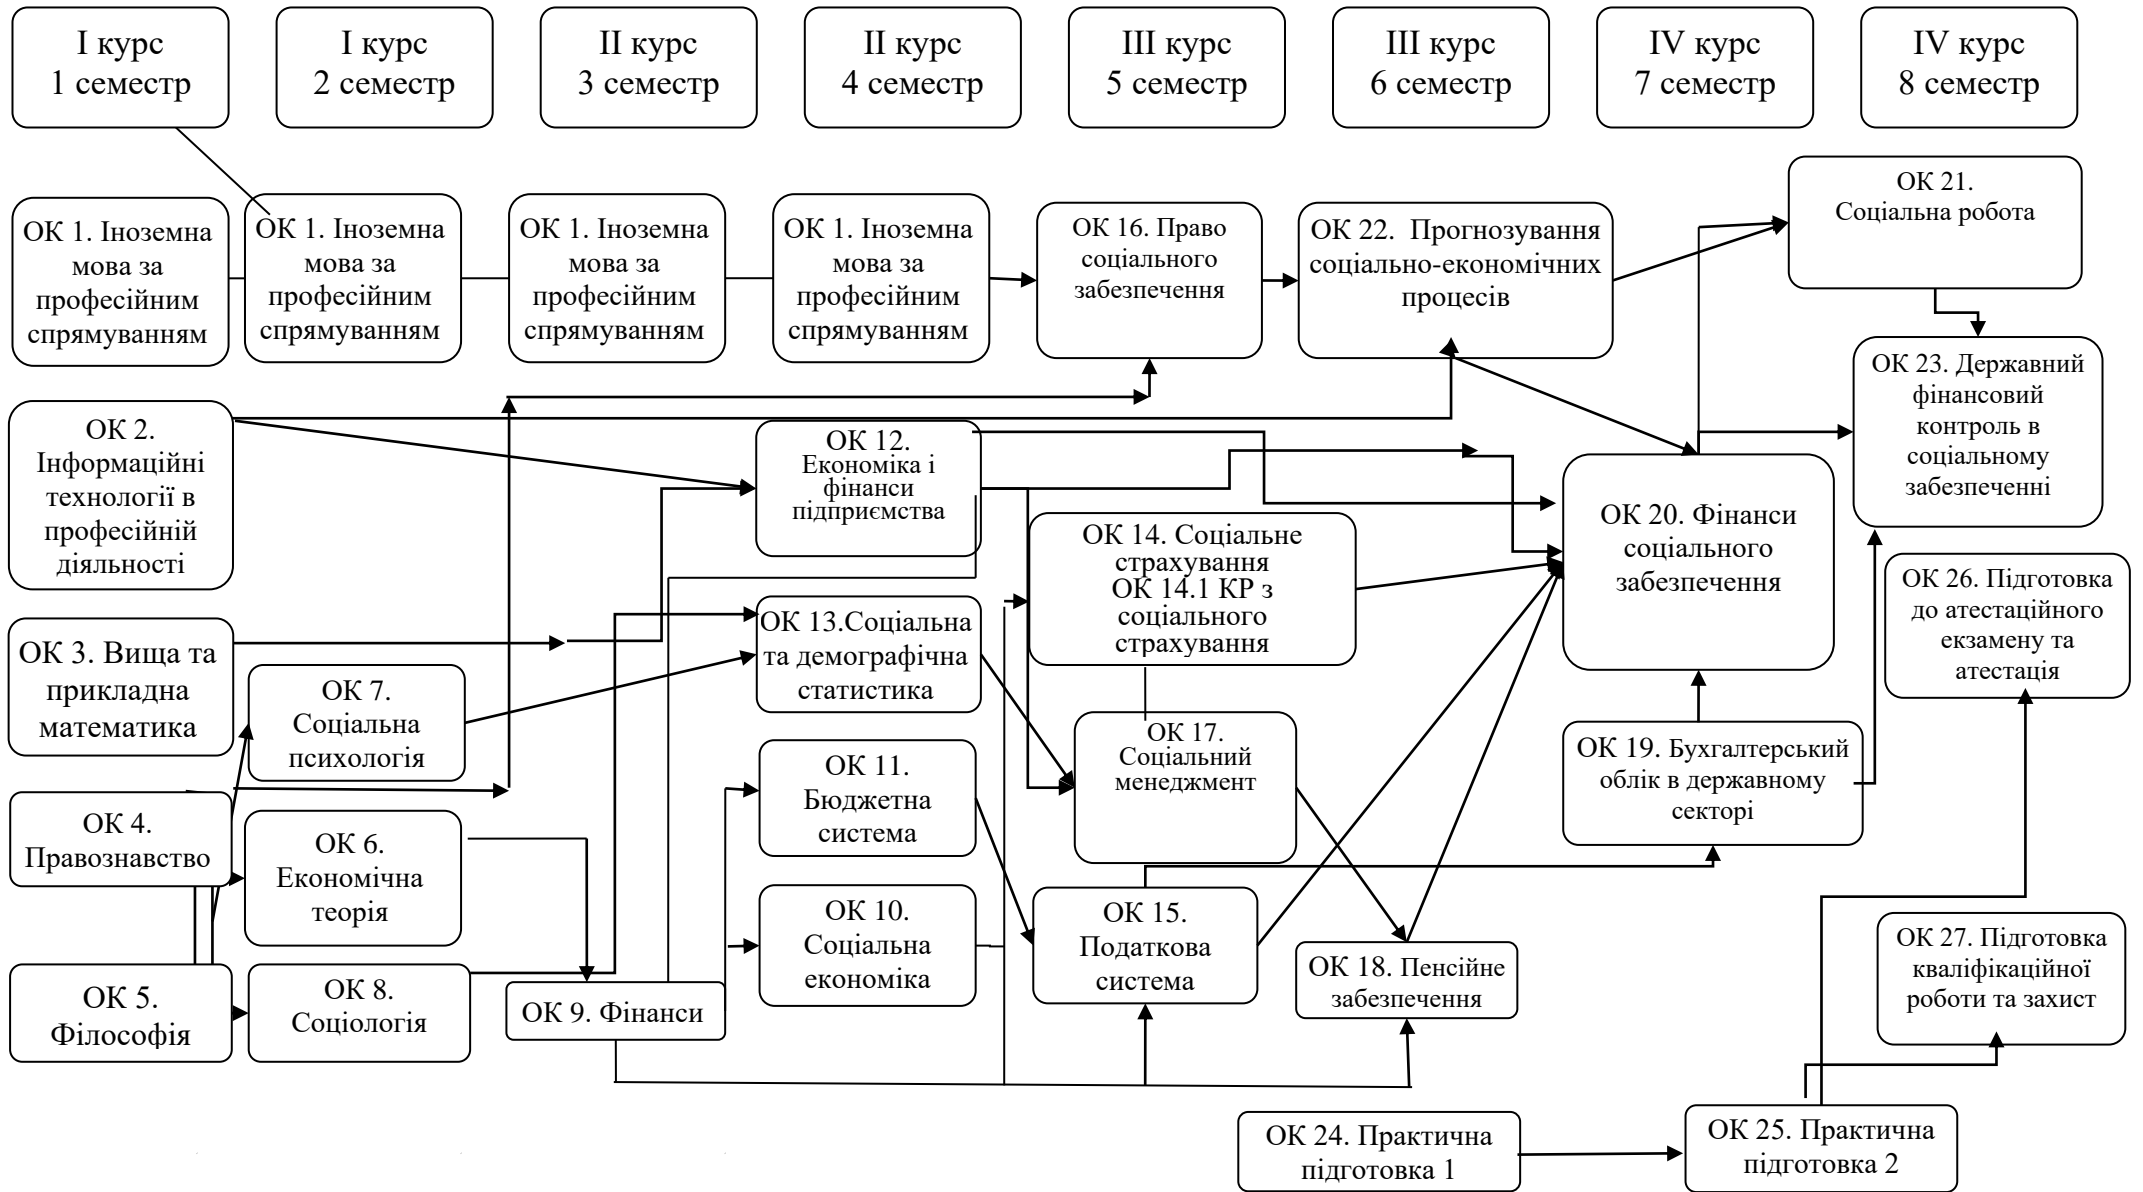 І курс
1 семестр
І курс
2 семестр
ІІ курс
3 семестр
ІІ курс
4 семестр
ІІІ курс
5 семестр
ІІІ курс
6 семестр
ІV курс
7 семестр
ІV курс
8 семестр
ОК 1. Іноземна
мова за
професійним
спрямуванням
ОК 1. Іноземна
мова за
професійним
спрямуванням
ОК 1. Іноземна
мова за
професійним
спрямуванням
ОК 1. Іноземна
мова за
професійним
спрямуванням
ОК 16. Право
соціального
забезпечення
ОК 22. Прогнозування
соціально-економічних
процесів
ОК 21.
Соціальна робота
ОК 23. Державний
фінансовий
контроль в
соціальному
забезпеченні
ОК 2.
Інформаційні
технології в
професійній
діяльності
ОК 12.
Економіка і
фінанси
підприємства
ОК 14. Соціальне
страхування
ОК 14.1 КР з
соціального
страхування
ОК 20. Фінанси
соціального
забезпечення
ОК 26. Підготовка
до атестаційного
екзамену та
атестація
ОК 3. Вища та
прикладна
математика
ОК 7.
Соціальна
психологія
ОК 13.Соціальна
та демографічна
статистика
ОК 17.
Соціальний
менеджмент
ОК 19. Бухгалтерський
облік в державному
секторі
ОК 4.
Правознавство
ОК 6.
Економічна
теорія
ОК 11.
Бюджетна
система
ОК 10.
Соціальна
економіка
ОК 15.
Податкова
система
ОК 18. Пенсійне
забезпечення
ОК 27. Підготовка
кваліфікаційної
роботи та захист
ОК 5.
Філософія
ОК 8.
Соціологія
ОК 9. Фінанси
ОК 24. Практична
підготовка 1
ОК 25. Практична
підготовка 2